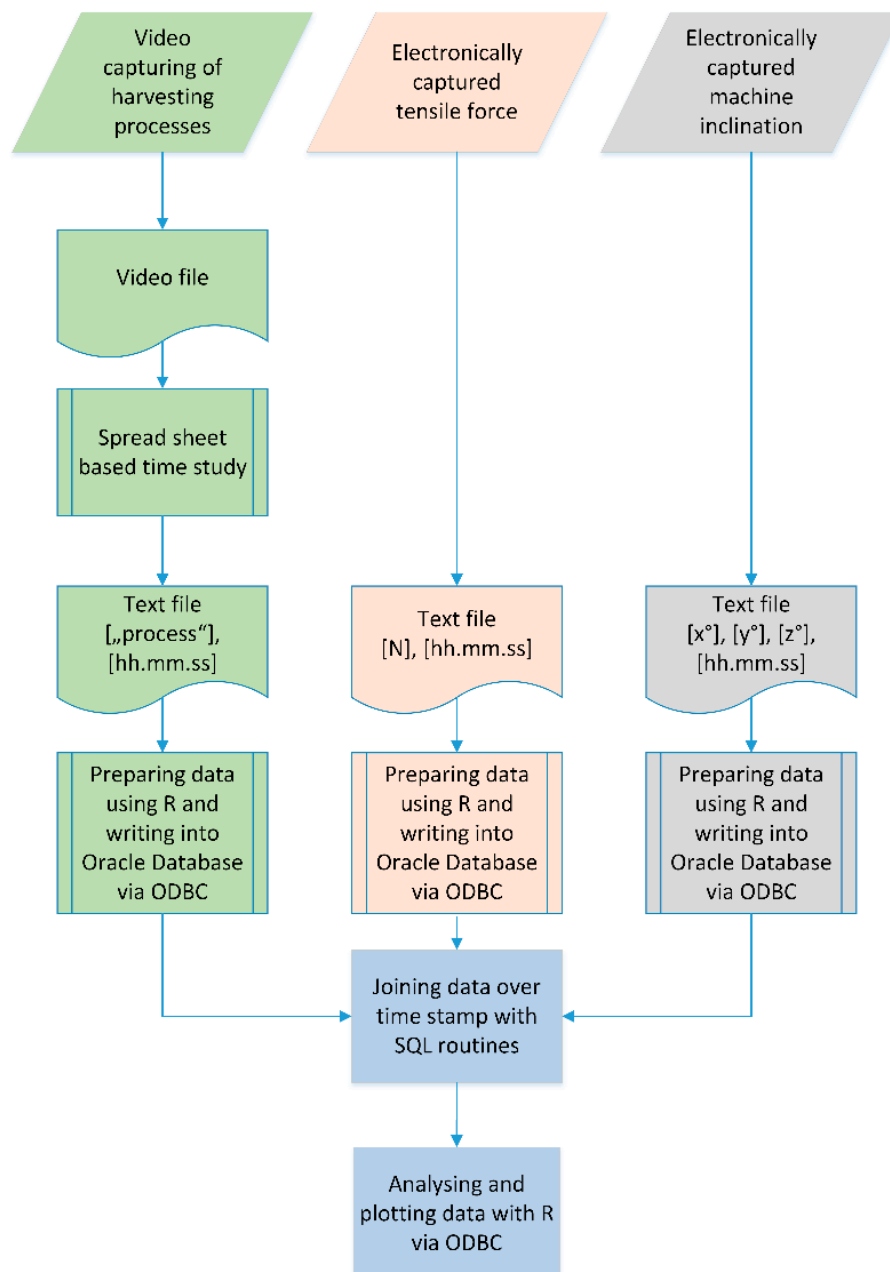 Video
capturing of
harvesting
processes
Electronically
captured
tensile force
Electronically
captured
machine
inclination
Video file
Spread sheet
based time study
Text file
[„process“],
[hh.mm.ss]
Text file
[N], [hh.mm.ss]
Text file
[x°], [y°], [z°],
[hh.mm.ss]
Preparing data
using R and
writing into
Oracle Database
via ODBC
Preparing data
using R and
writing into
Oracle Database
via ODBC
Preparing data
using R and
writing into
Oracle Database
via ODBC
Joining data over
time stamp with
SQL routines
Analysing and
plotting data with R
via ODBC